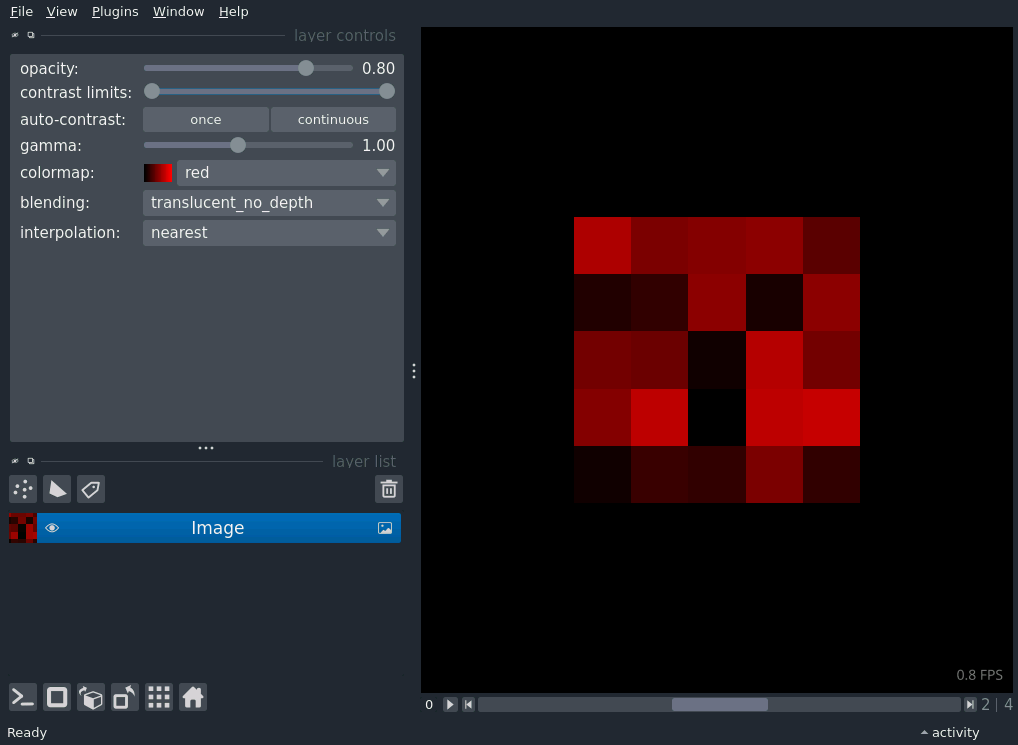 File View Plugins Window Help
layer controls
opacity: 0.80
contrast limits:
auto-contrast: once continuous
gamma: 1.00
colormap: red
blending: translucent_no_depth
interpolation: nearest
layer list
Image
0.8 FPS
0 2 | 4
Ready activity